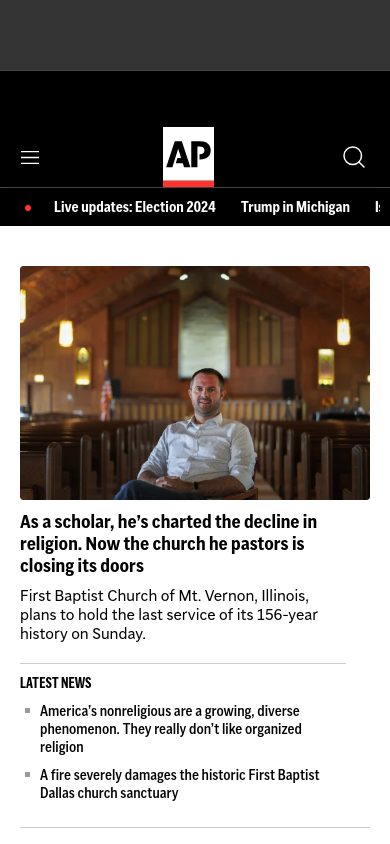 AP
Live updates: Election 2024 Trump in Michigan
As a scholar, he’s charted the decline in
religion. Now the church he pastors is
closing its doors
First Baptist Church of Mt. Vernon, Illinois,
plans to hold the last service of its 156-year
history on Sunday.
LATEST NEWS
America’s nonreligious are a growing, diverse
phenomenon. They really don’t like organized
religion
A fire severely damages the historic First Baptist
Dallas church sanctuary